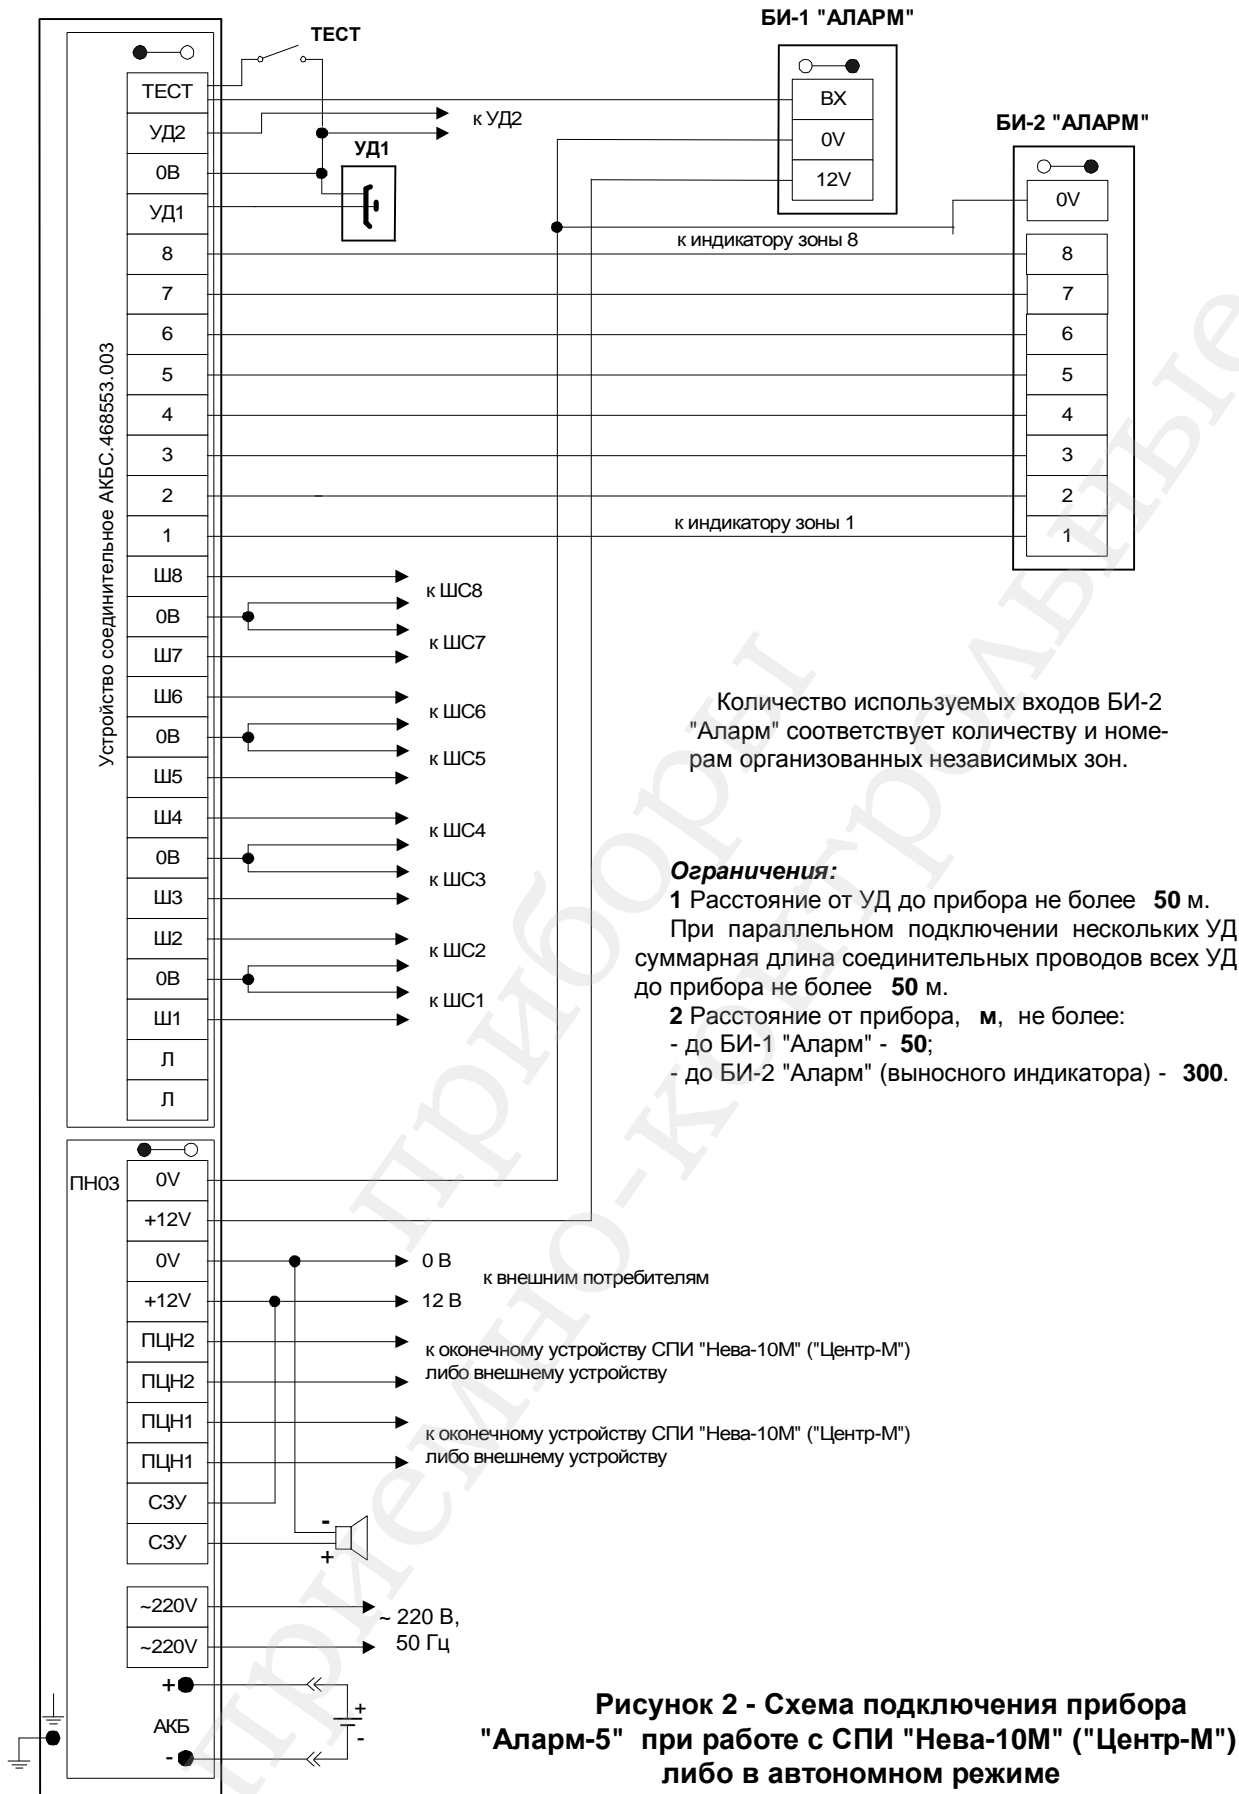 БИ-1 "АЛАРМ"
ТЕСТ
ТЕСТ
ВХ
УД2
к УД2
0V
БИ-2 "АЛАРМ"
0В
УД1
12V
0V
УД1
к индикатору зоны 8
8
8
7
7
6
6
5
5
4
4
3
3
2
2
к индикатору зоны 1
1
1
Устройство соединительное АКБС.468553.003
Ш8
к ШС8
0В
к ШС7
Ш7
Ш6
к ШС6
0В
к ШС5
Ш5
Ш4
к ШС4
0В
к ШС3
Ш3
Ш2
к ШС2
0В
к ШС1
Ш1
Л
Л
Количество используемых входов БИ-2
"Аларм" соответствует количеству и номе-
рам организованных независимых зон.
Ограничения:
1 Расстояние от УД до прибора не более 50 м.
При параллельном подключении нескольких УД
суммарная длина соединительных проводов всех УД
до прибора не более 50 м.
2 Расстояние от прибора, м, не более:
- до БИ-1 "Аларм" - 50;
- до БИ-2 "Аларм" (выносного индикатора) - 300.
ПН03
0V
+12V
0V
0 В
к внешним потребителям
+12V
12 В
ПЦН2
к оконечному устройству СПИ "Нева-10М" ("Центр-М")
либо внешнему устройству
ПЦН2
ПЦН1
к оконечному устройству СПИ "Нева-10М" ("Центр-М")
либо внешнему устройству
ПЦН1
СЗУ
-
СЗУ
+
~220V
~ 220 В,
50 Гц
~220V
+
+
АКБ
-
-
Рисунок 2 - Схема подключения прибора
"Аларм-5" при работе с СПИ "Нева-10М" ("Центр-М")
либо в автономном режиме
приборы
приемно-контрольные